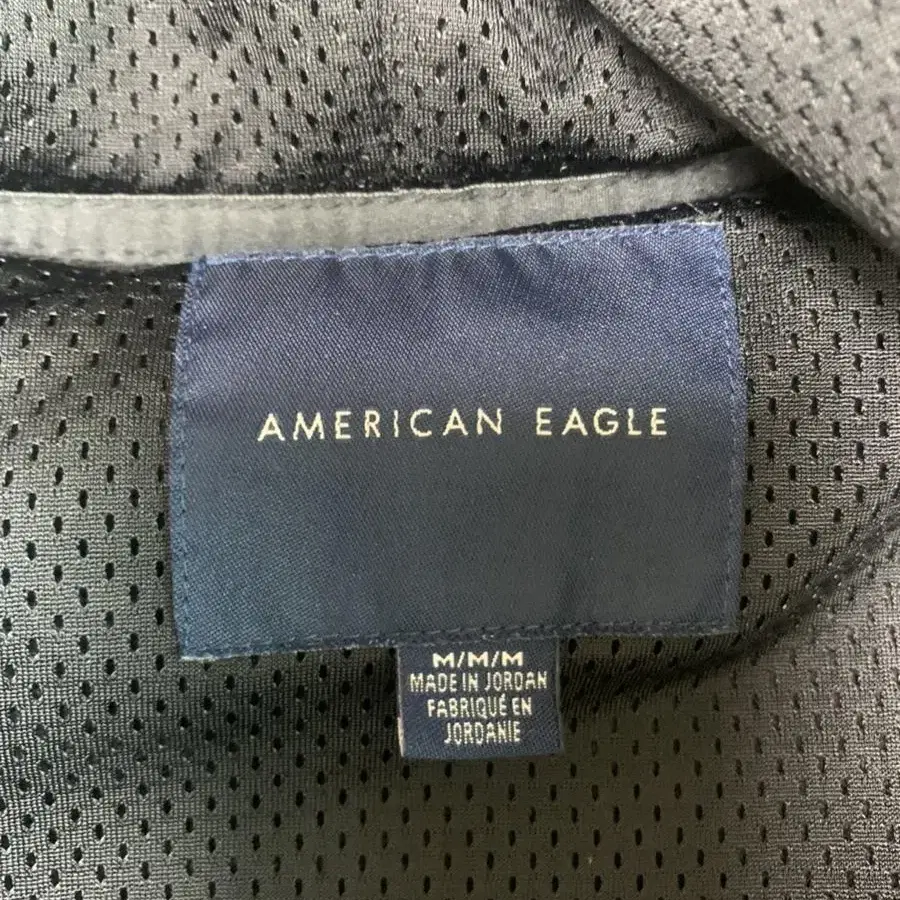 AMERICAN EAGLE
M/M/M
MADE IN JORDAN
FABRIQUÉ EN
JORDANIE